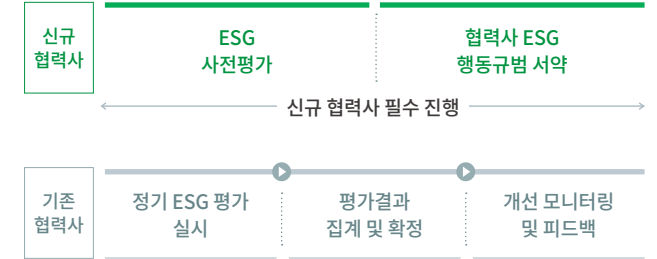 신규
협력사
ESG
사전평가
협력사 ESG
행동규범 서약
신규 협력사 필수 진행
기존
협력사
정기 ESG 평가
실시
평가결과
집계 및 확정
개선 모니터링
및 피드백